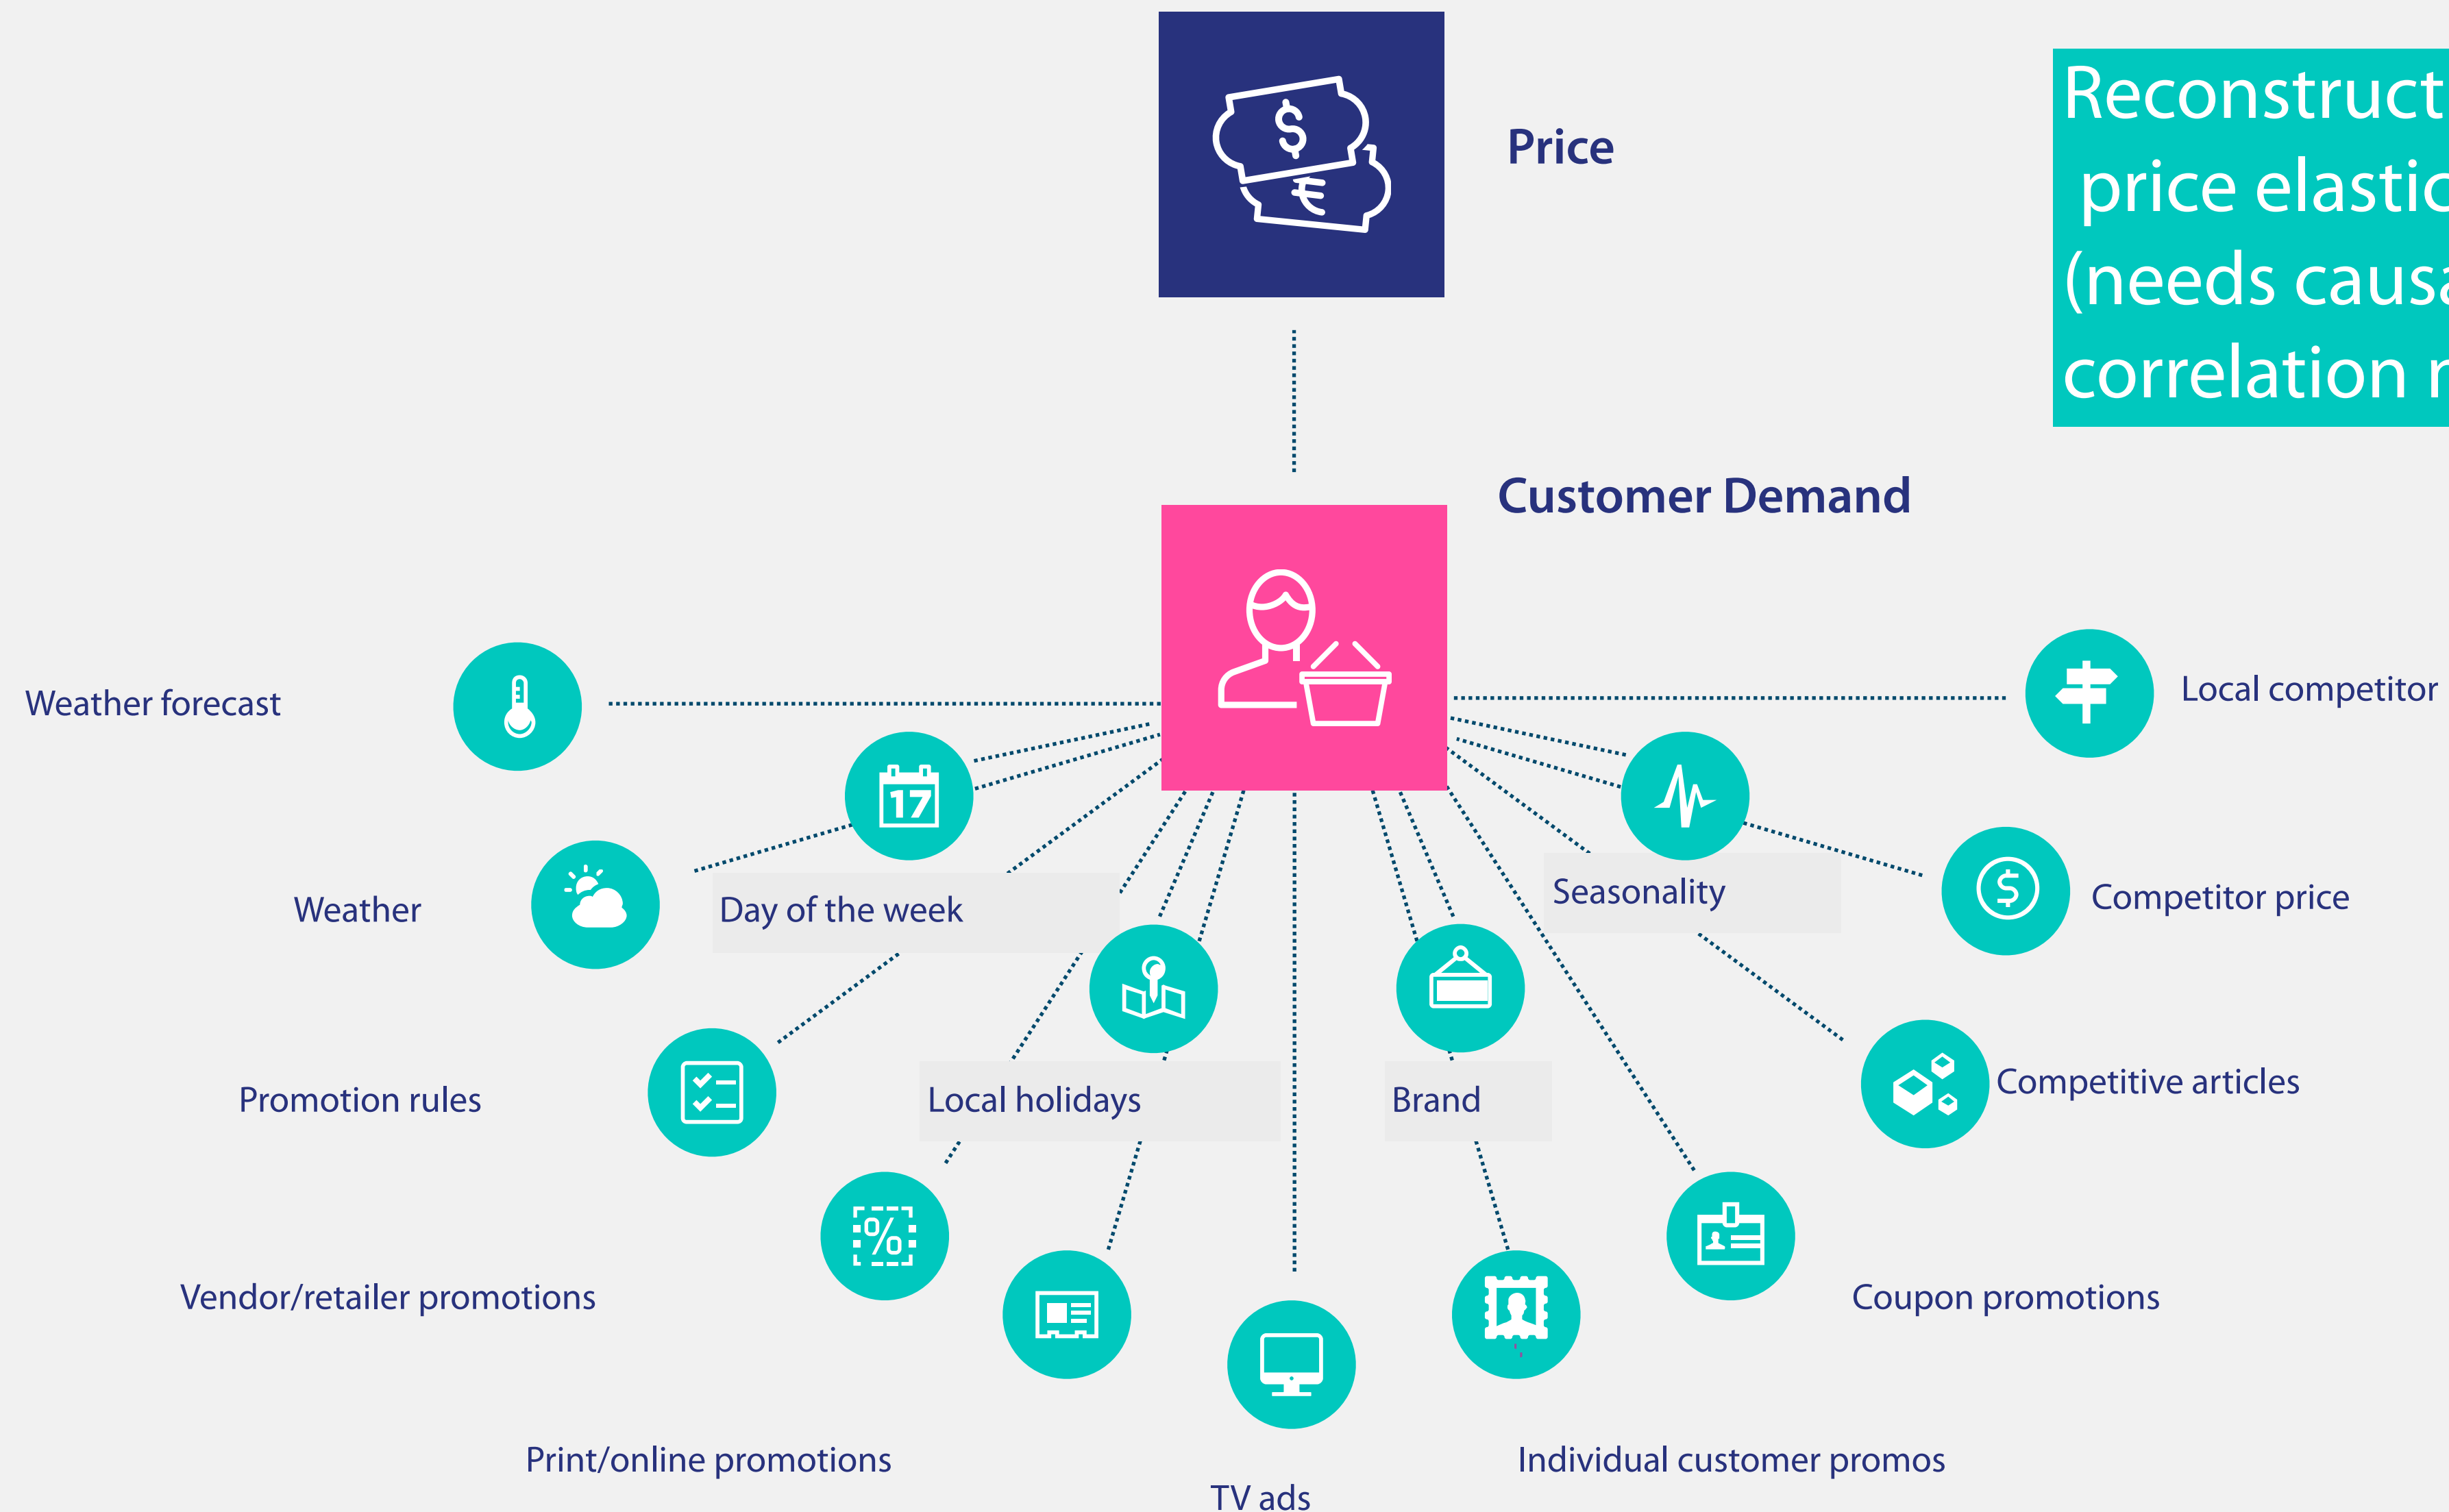 Price
Reconstruct
price elastic
(needs causa
correlation
Customer Demand
Weather forecast
Local competitor
17
Weather
Day of the week
Seasonality
Competitor price
Promotion rules
Local holidays
Brand
Competitive articles
Vendor/retailer promotions
%
Coupon promotions
Print/online promotions
Individual customer promos
TV ads